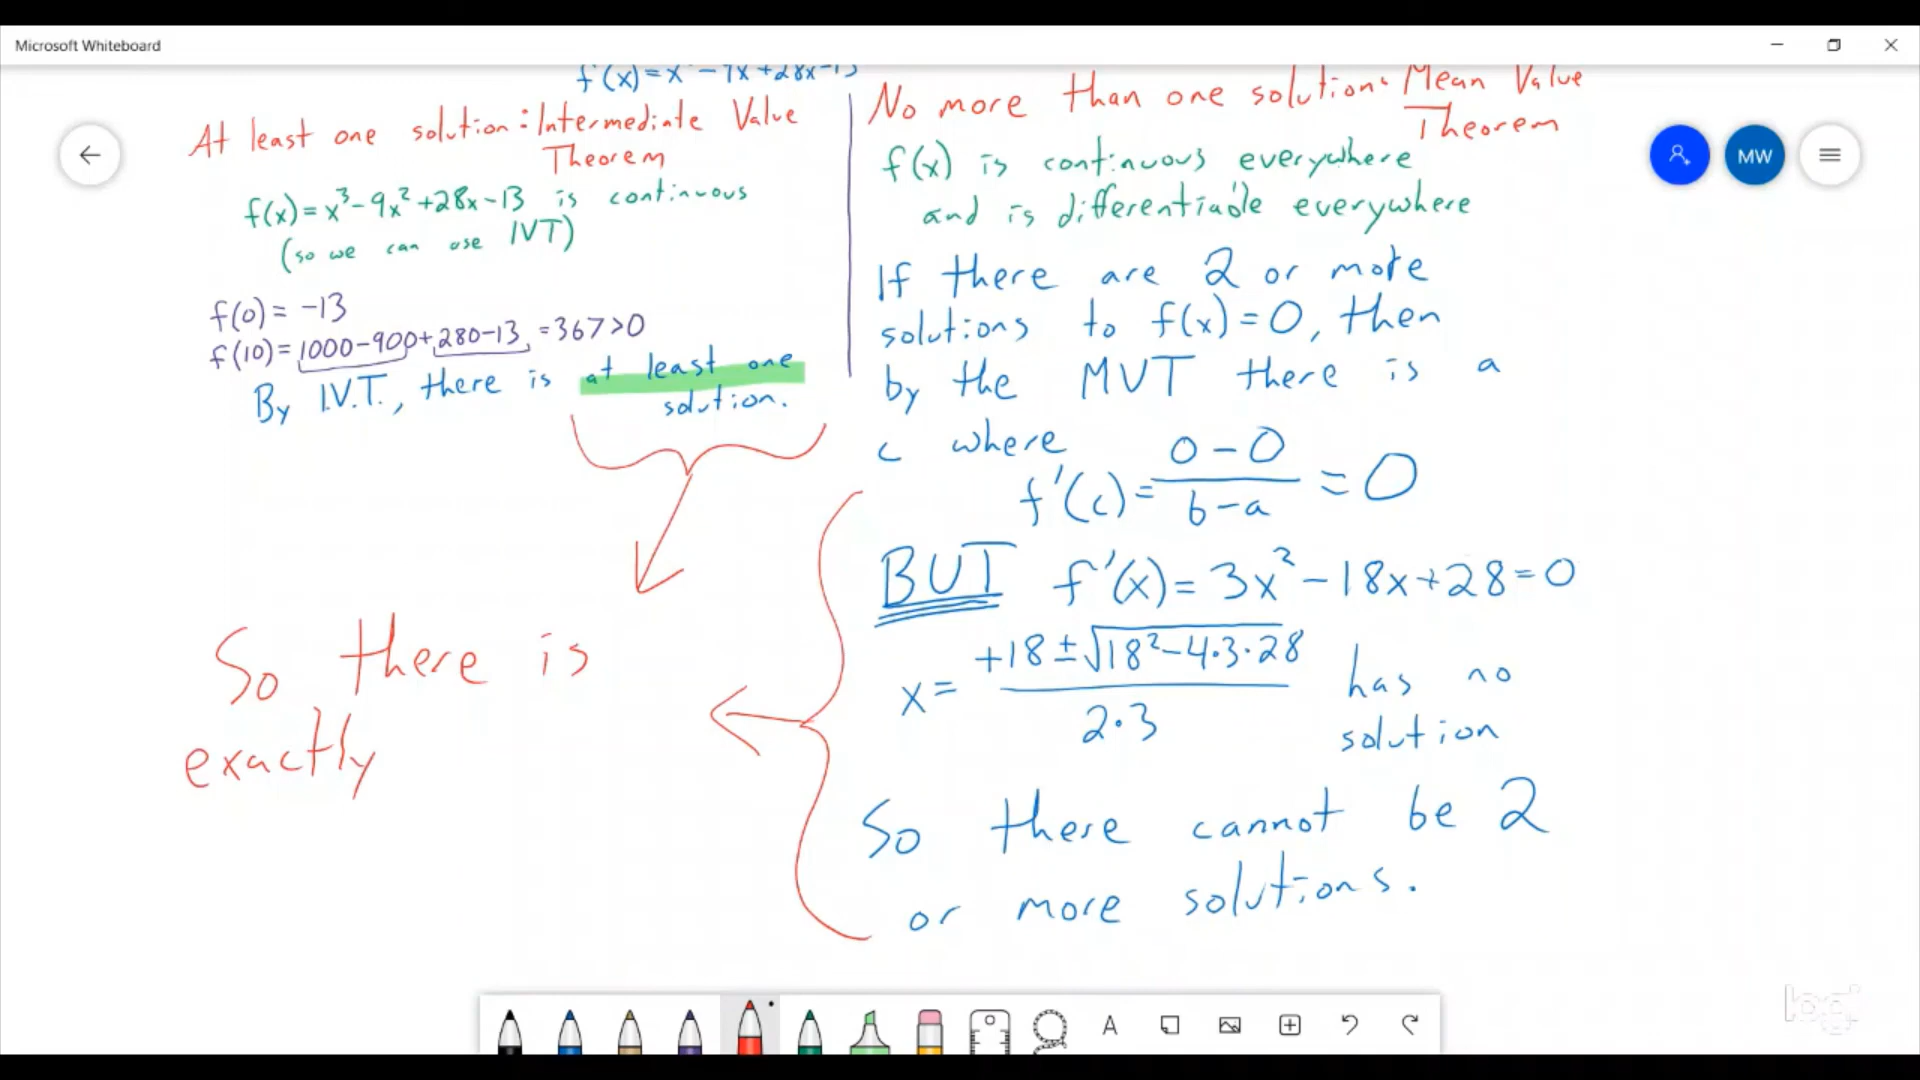 Microsoft Whiteboard
At least one solution: Intermediate Value
Theorem
f(x) = x³ - 9x² + 28x - 13 is continuous
(so we can use IVT)
f(0) = -13
f(10) = 1000 - 900 + 280 - 13 = 367 > 0
By I.V.T., there is at least one
solution.
So there is
exactly
No more than one solution: Mean Value
Theorem
f(x) is continuous everywhere
and is differentiable everywhere
If there are 2 or more
solutions to f(x) = 0, then
by the MVT there is a
c where
f'(c) = (0 - 0)/(b - a) = 0
BUT f'(x) = 3x² - 18x + 28 = 0
x = (+18 ± √(18² - 4·3·28))/(2·3) has no
solution
So there cannot be 2
or more solutions.
MW